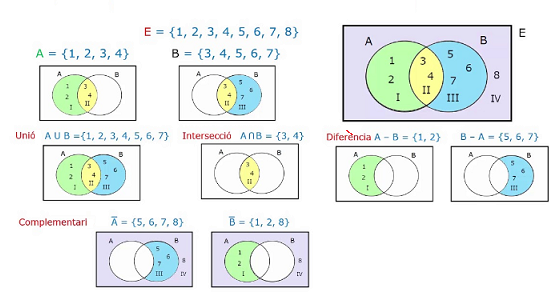 E = {1, 2, 3, 4, 5, 6, 7, 8}
A = {1, 2, 3, 4}
B = {3, 4, 5, 6, 7}
A B
1 3
2 4
I II
A B
3 5
4 6
7
II III
A B E
1 3 5
2 4 6
7 8
I II III IV
Unió A U B ={1, 2, 3, 4, 5, 6, 7}
Intersecció A∩B = {3, 4}
Diferència A – B = {1, 2}
B – A = {5, 6, 7}
A B
1 3 5
2 4 6
7
I II III
A B
3
4
II
A B
1
2
I
A B
5
6
7
III
Complementari A̅ = {5, 6, 7, 8}
B̅ = {1, 2, 8}
A B
5
6
7 8
III IV
A B
1
2 8
I IV